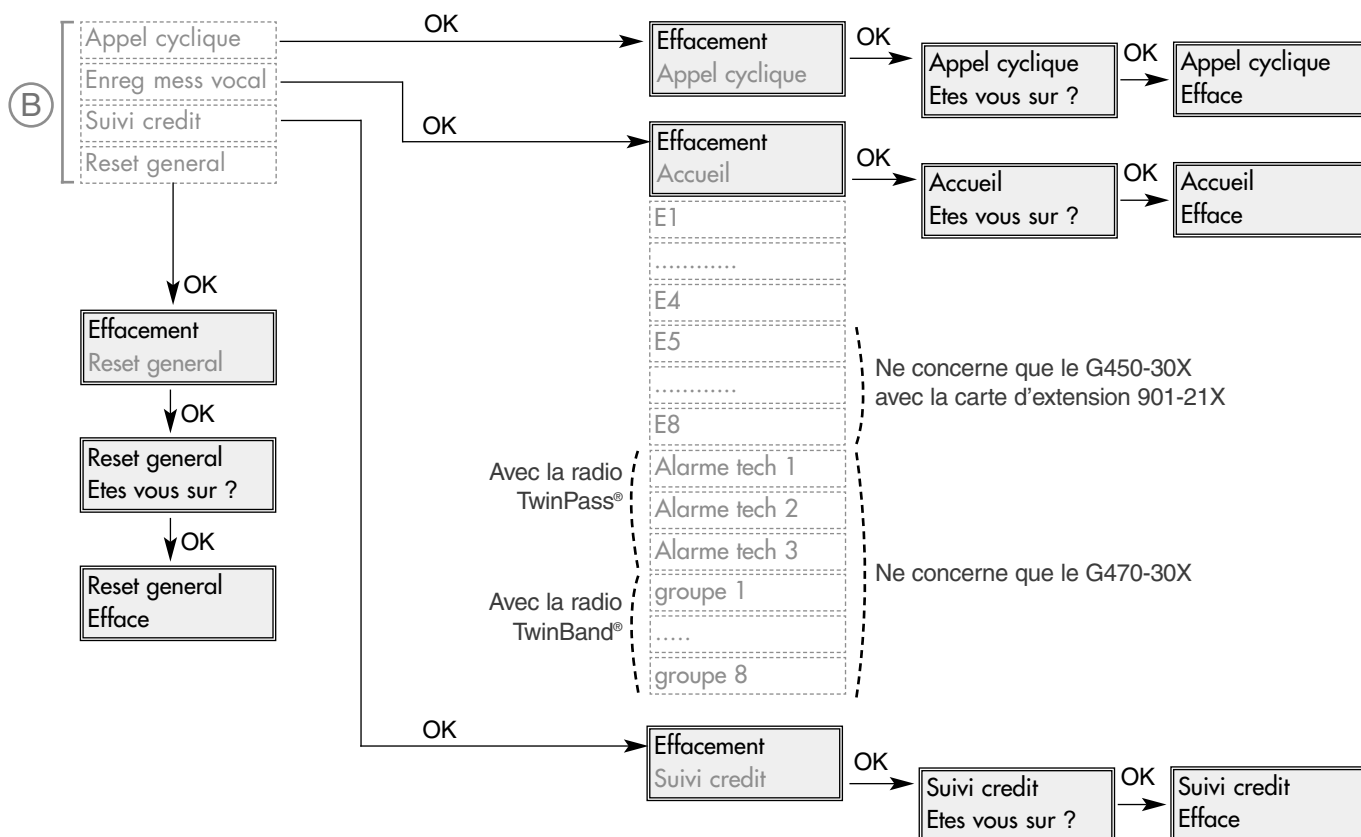 B
Appel cyclique
Enreg mess vocal
Suivi credit
Reset general
OK
Effacement
Appel cyclique
OK
Appel cyclique
Etes vous sur ?
OK
Appel cyclique
Efface
OK
Effacement
Accueil
OK
Accueil
Etes vous sur ?
OK
Accueil
Efface
E1
............
E4
E5
............
E8
Ne concerne que le G450-30X
avec la carte d'extension 901-21X
Avec la radio
TwinPass®
Alarme tech 1
Alarme tech 2
Alarme tech 3
Avec la radio
TwinBand®
groupe 1
.....
groupe 8
Ne concerne que le G470-30X
OK
Effacement
Reset general
OK
Reset general
Etes vous sur ?
OK
Reset general
Efface
OK
Effacement
Suivi credit
OK
Suivi credit
Etes vous sur ?
OK
Suivi credit
Efface